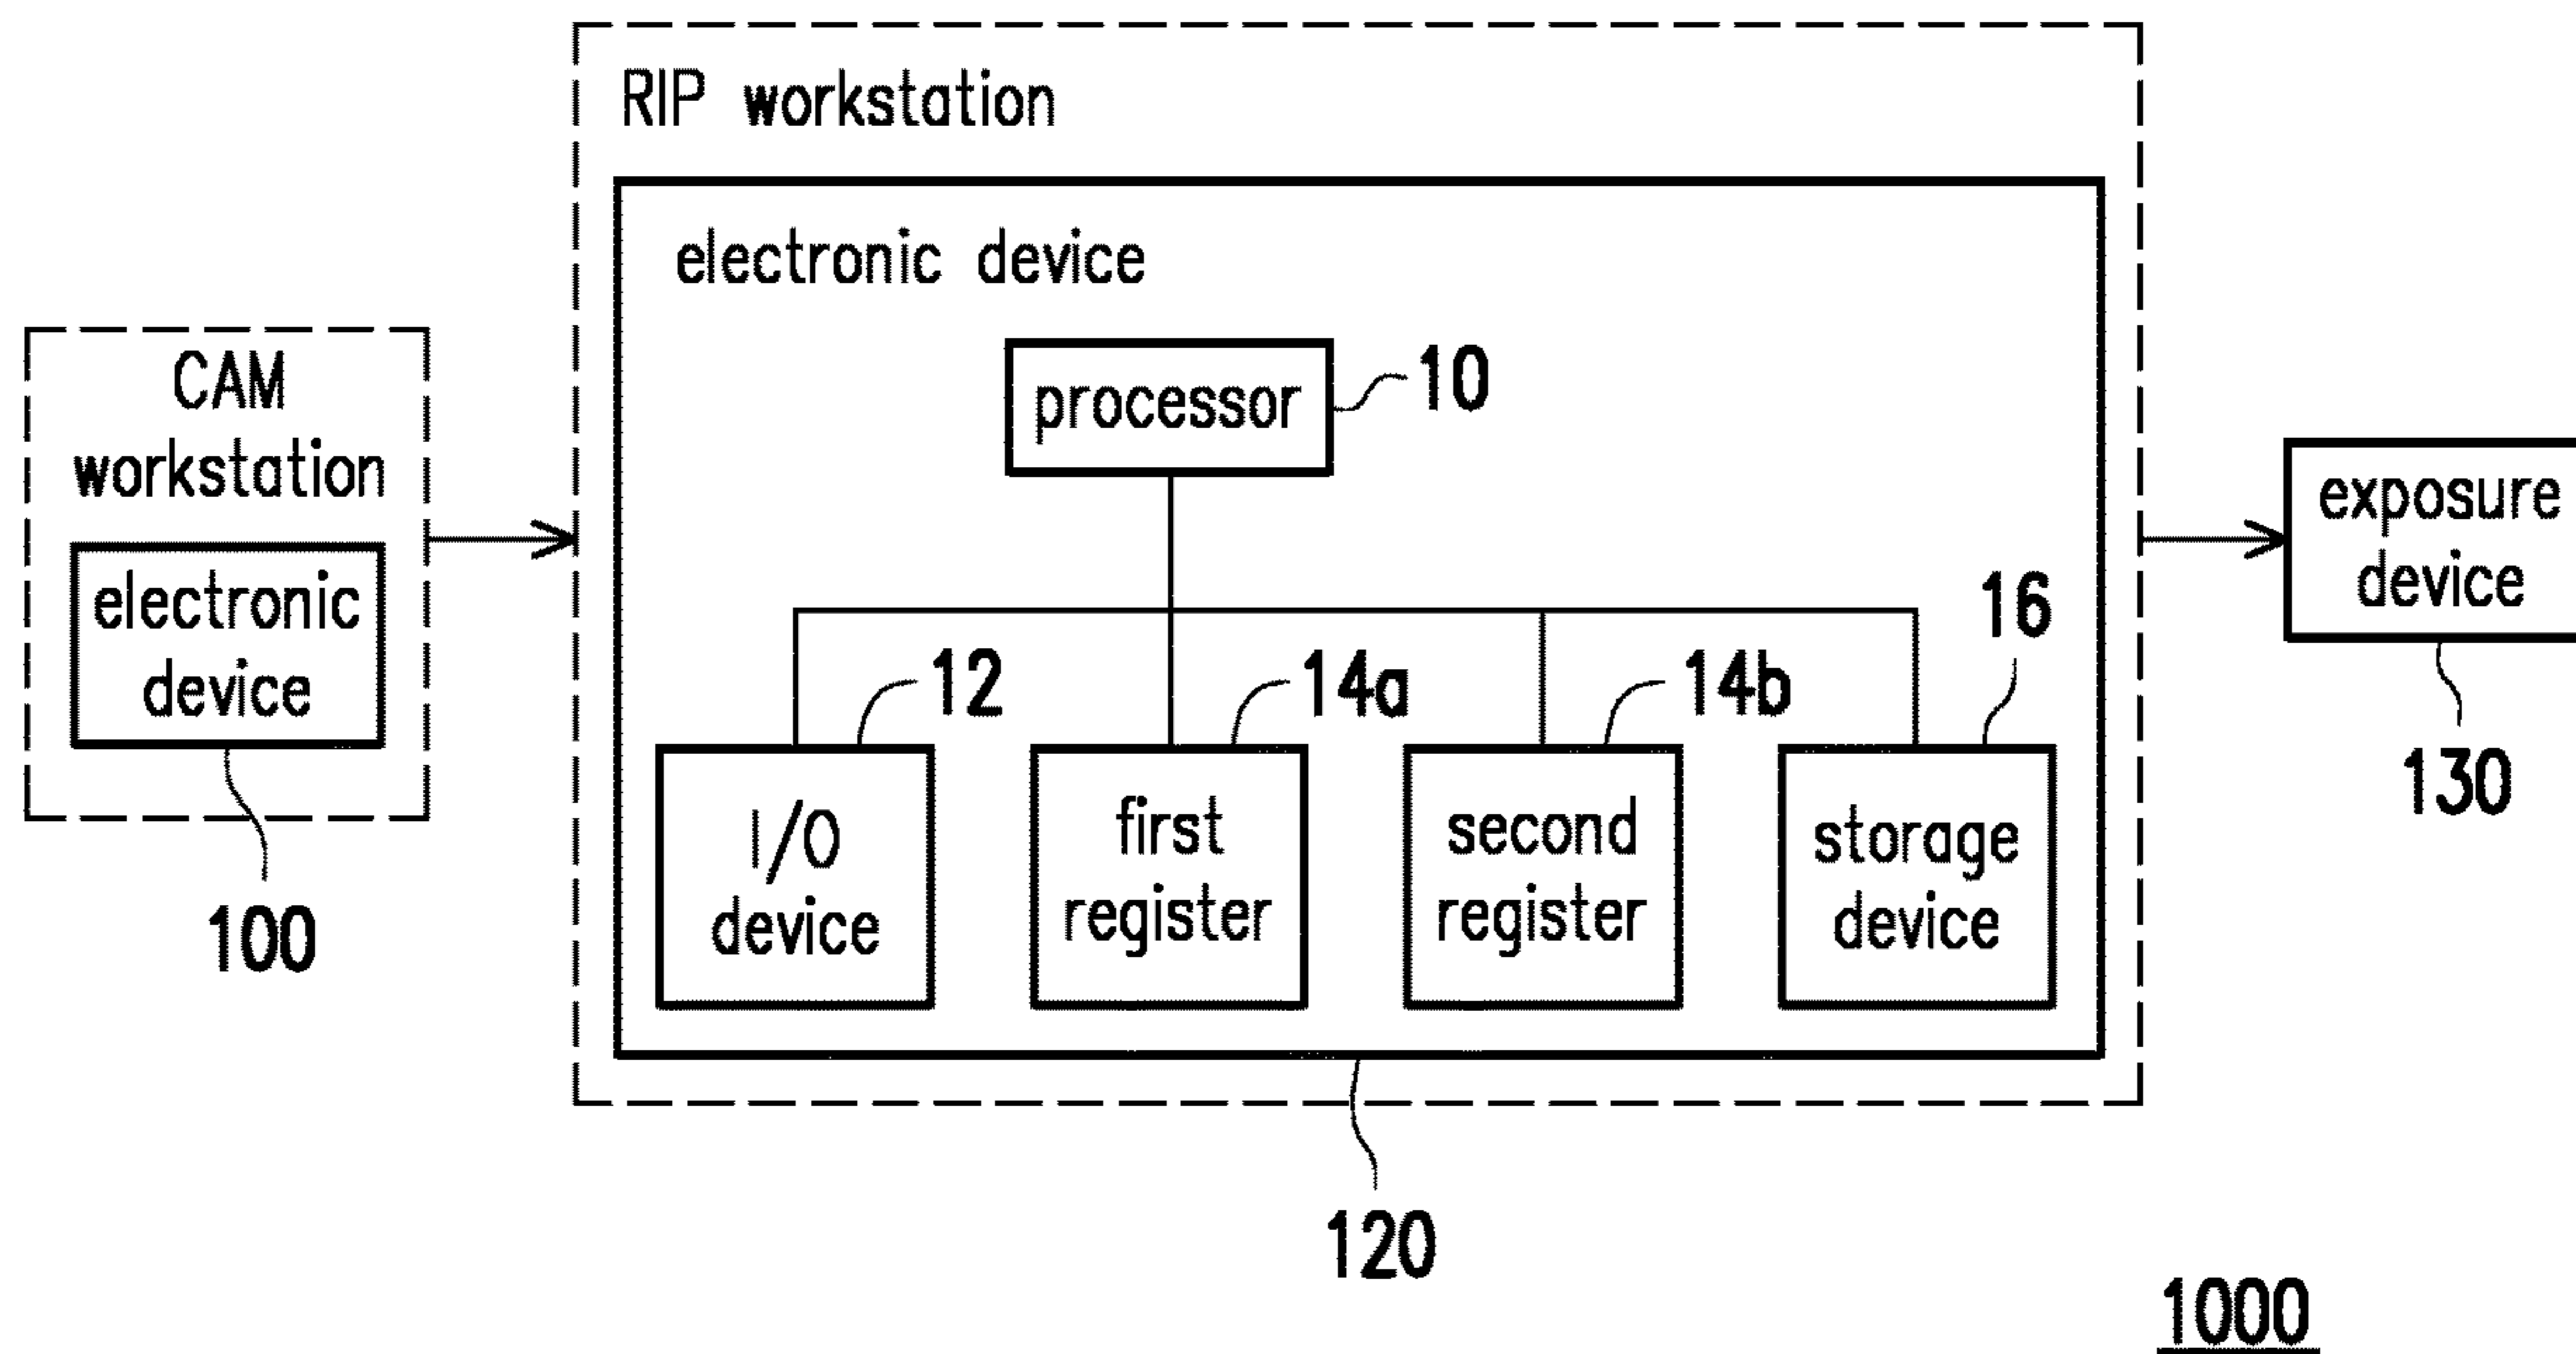 RIP workstation
electronic device
processor
10
CAM
workstation
electronic
device
100
12
14a
14b
16
I/O
device
first
register
second
register
storage
device
120
exposure
device
130
1000